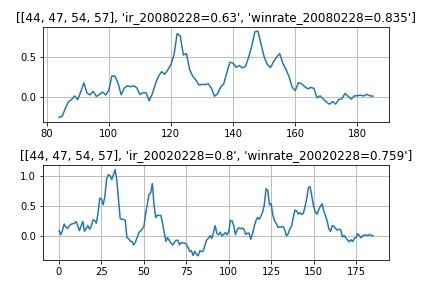 [[44, 47, 54, 57], 'ir_20080228=0.63', 'winrate_20080228=0.835']
0.5
0.0
80 100 120 140 160 180
[[44, 47, 54, 57], 'ir_20020228=0.8', 'winrate_20020228=0.759']
1.0
0.5
0.0
0 25 50 75 100 125 150 175